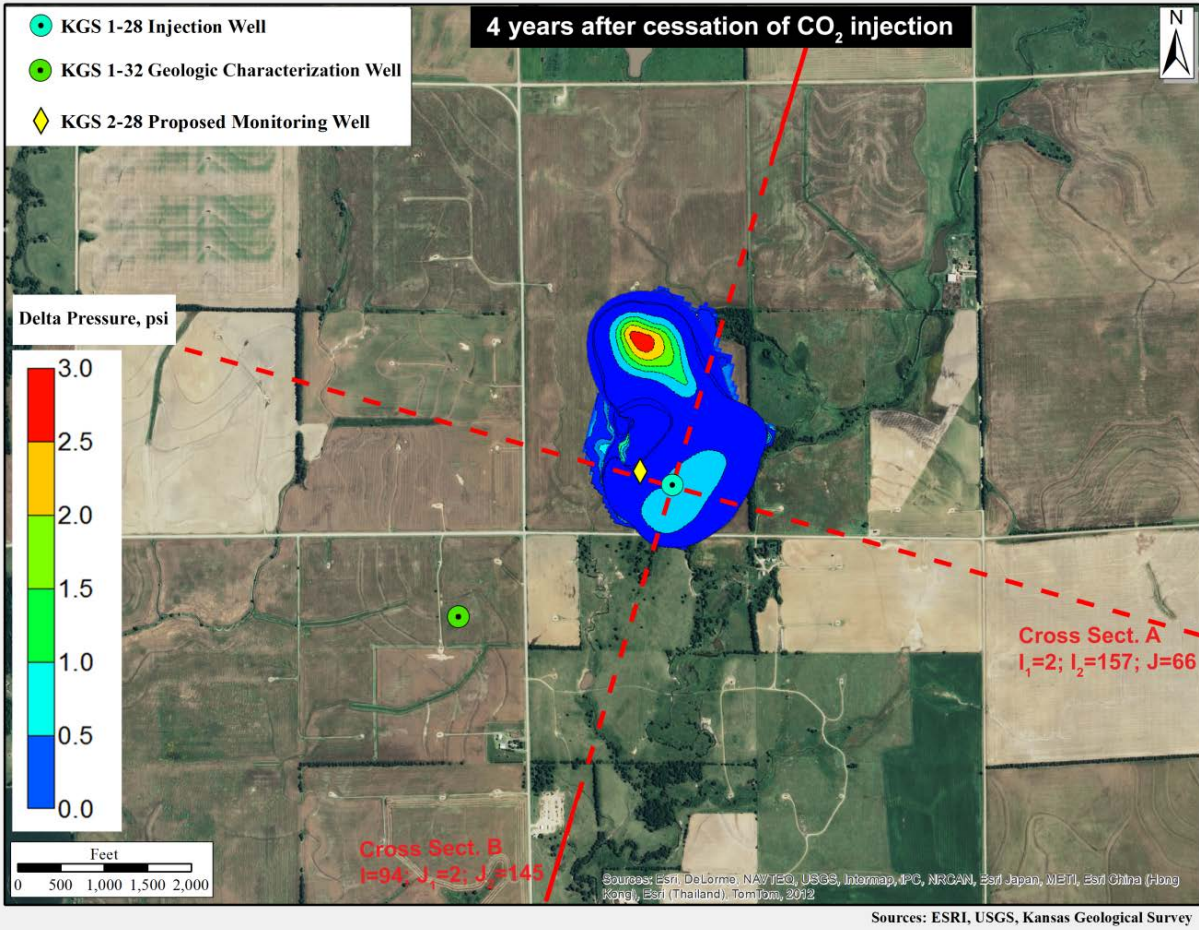 KGS 1-28 Injection Well
KGS 1-32 Geologic Characterization Well
KGS 2-28 Proposed Monitoring Well
4 years after cessation of CO₂ injection
N
Delta Pressure, psi
3.0
2.5
2.0
1.5
1.0
0.5
0.0
Cross Sect. A
I₁=2; I₂=157; J=66
Cross Sect. B
I=94; J₁=2; J₂=145
Feet
0 500 1,000 1,500 2,000
Sources: Esri, DeLorme, NAVTEQ, USGS, Intermap, iPC, NRCAN, Esri Japan, METI, Esri China (Hong
Kong), Esri (Thailand), TomTom, 2012
Sources: ESRI, USGS, Kansas Geological Survey